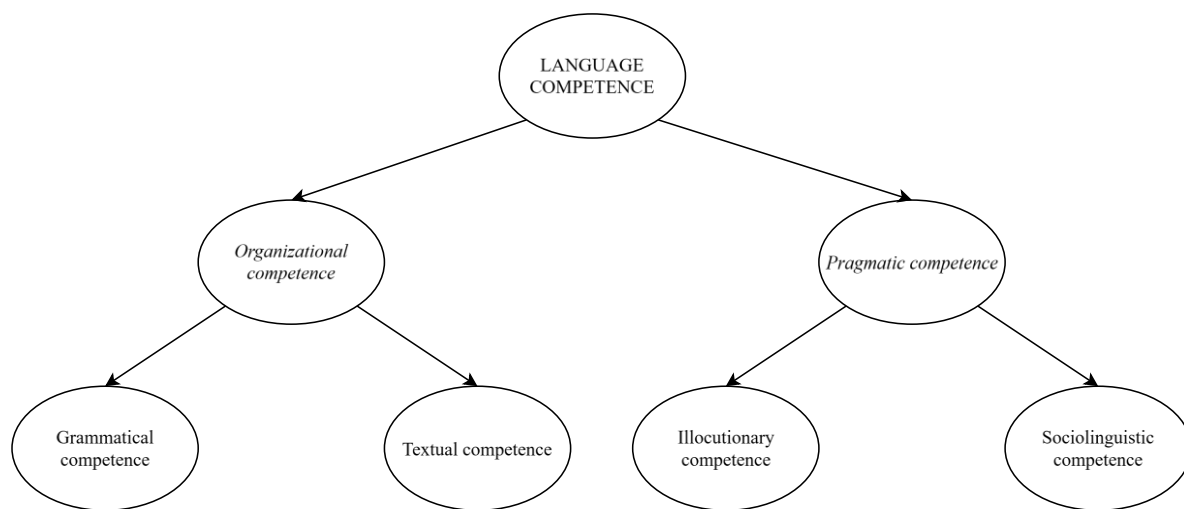 LANGUAGE
COMPETENCE
Organizational
competence
Pragmatic competence
Grammatical
competence
Textual competence
Illocutionary
competence
Sociolinguistic
competence